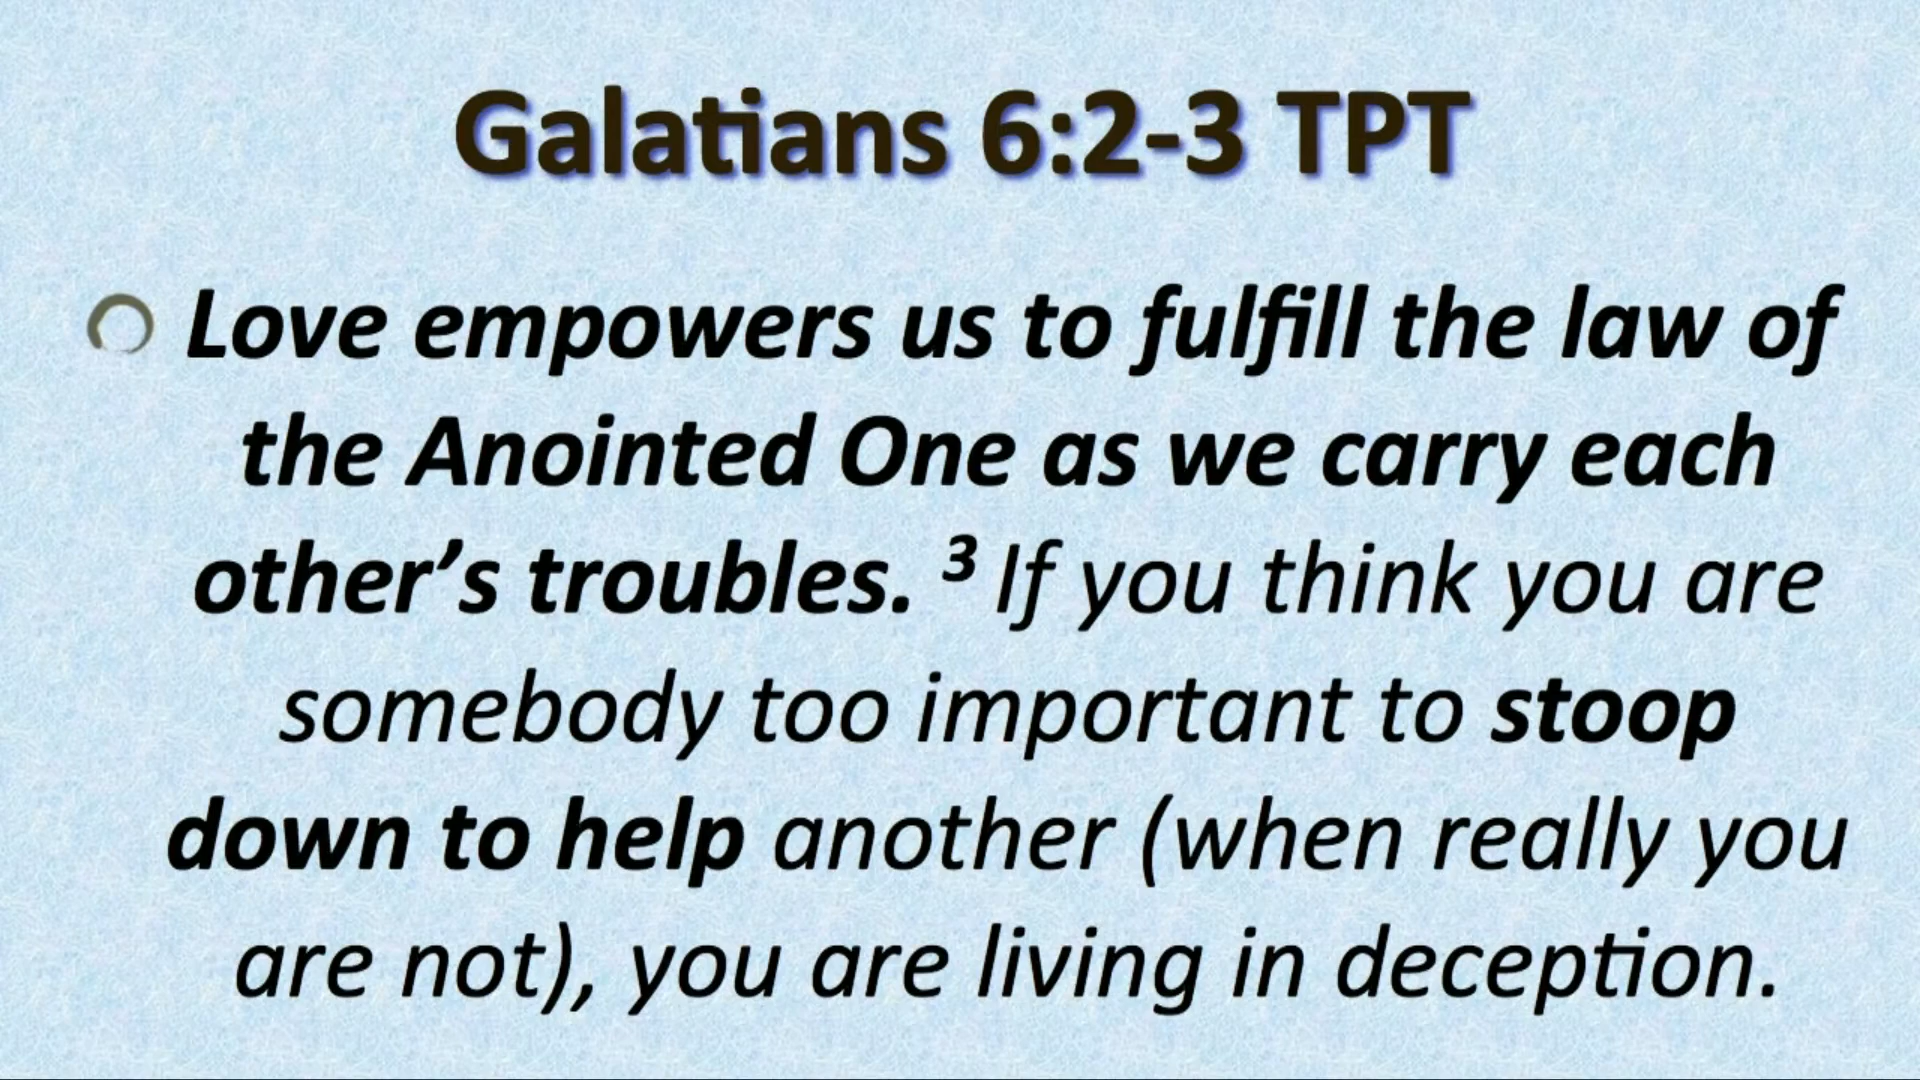 Galatians 6:2-3 TPT
Love empowers us to fulfill the law of
the Anointed One as we carry each
other’s troubles. ³ If you think you are
somebody too important to stoop
down to help another (when really you
are not), you are living in deception.